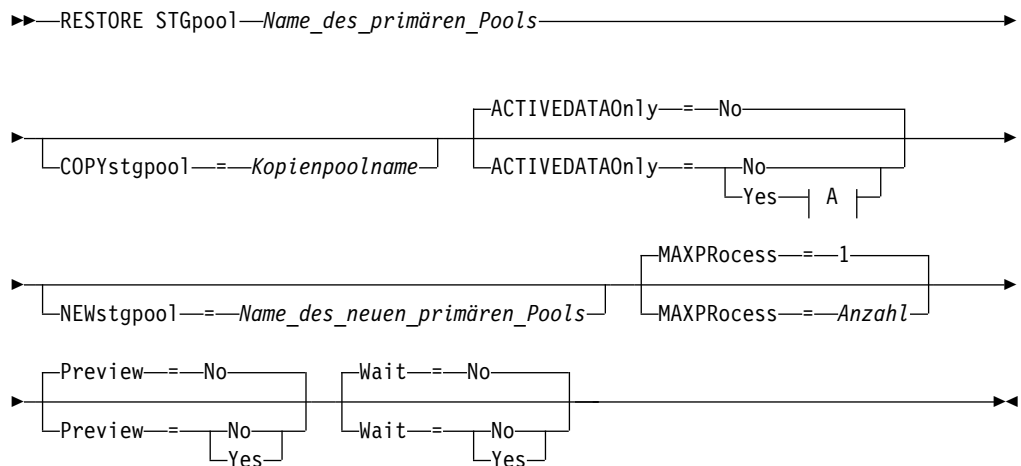 RESTORE STGpool Name_des_primären_Pools
ACTIVEDATAOnly = No
COPYstgpool = Kopienpoolname ACTIVEDATAOnly = No
Yes A
MAXPRocess = 1
NEWstgpool = Name_des_neuen_primären_Pools MAXPRocess = Anzahl
Preview = No Wait = No
Preview = No Wait = No
Yes Yes